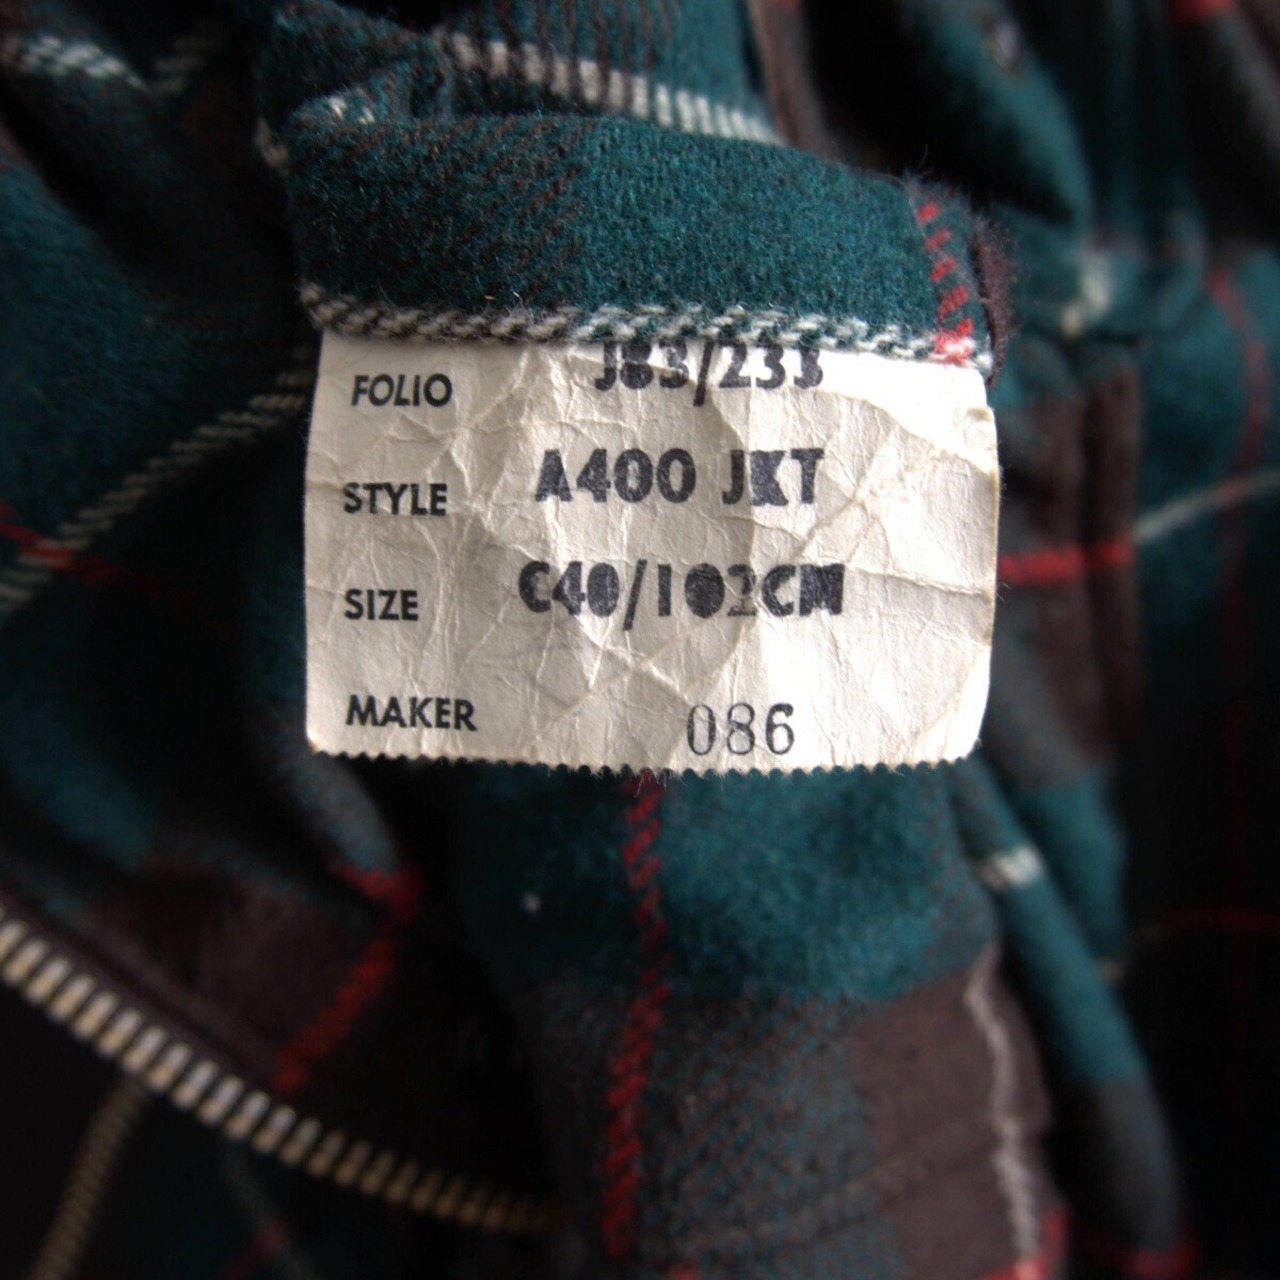 FOLIO J83/233
STYLE A400 JKT
SIZE C40/102CM
MAKER 086